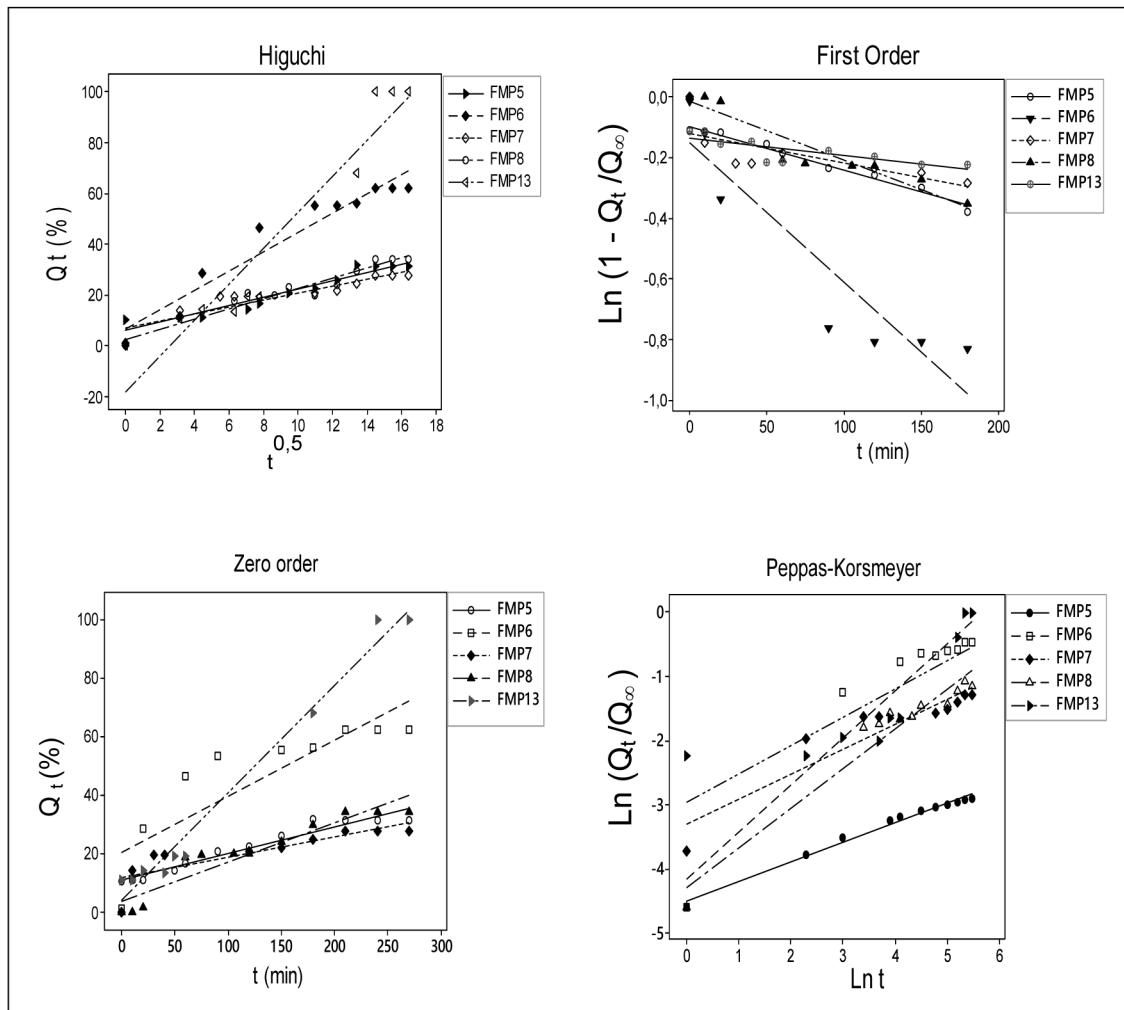 Higuchi
Qt (%)
100
80
60
40
20
0
-20
0 2 4 6 8 10 12 14 16 18
t 0,5
FMP5
FMP6
FMP7
FMP8
FMP13
First Order
Ln (1 - Qt /Q∞)
0,0
-0,2
-0,4
-0,6
-0,8
-1,0
0 50 100 150 200
t (min)
FMP5
FMP6
FMP7
FMP8
FMP13
Zero order
Qt (%)
100
80
60
40
20
0
0 50 100 150 200 250 300
t (min)
FMP5
FMP6
FMP7
FMP8
FMP13
Peppas-Korsmeyer
Ln (Qt /Q∞)
-0
-1
-2
-3
-4
-5
0 1 2 3 4 5 6
Ln t
FMP5
FMP6
FMP7
FMP8
FMP13